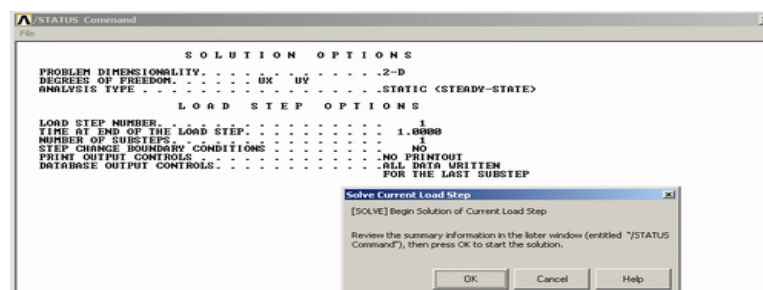 /STATUS Command
File
S O L U T I O N   O P T I O N S
PROBLEM DIMENSIONALITY. . . . . . . . . . . . .2-D
DEGREES OF FREEDOM. . . . . . UX   UY
ANALYSIS TYPE . . . . . . . . . . . . . . . . .STATIC (STEADY-STATE)
L O A D   S T E P   O P T I O N S
LOAD STEP NUMBER. . . . . . . . . . . . . . . . 1
TIME AT END OF THE LOAD STEP. . . . . . . . . . 1.0000
NUMBER OF SUBSTEPS. . . . . . . . . . . . . . . 1
STEP CHANGE BOUNDARY CONDITIONS . . . . . . . . NO
PRINT OUTPUT CONTROLS . . . . . . . . . . . . .NO PRINTOUT
DATABASE OUTPUT CONTROLS. . . . . . . . . . . .ALL DATA WRITTEN
FOR THE LAST SUBSTEP
Solve Current Load Step
[SOLVE] Begin Solution of Current Load Step
Review the summary information in the lister window (entitled "/STATUS
Command"), then press OK to start the solution.
OK   Cancel   Help